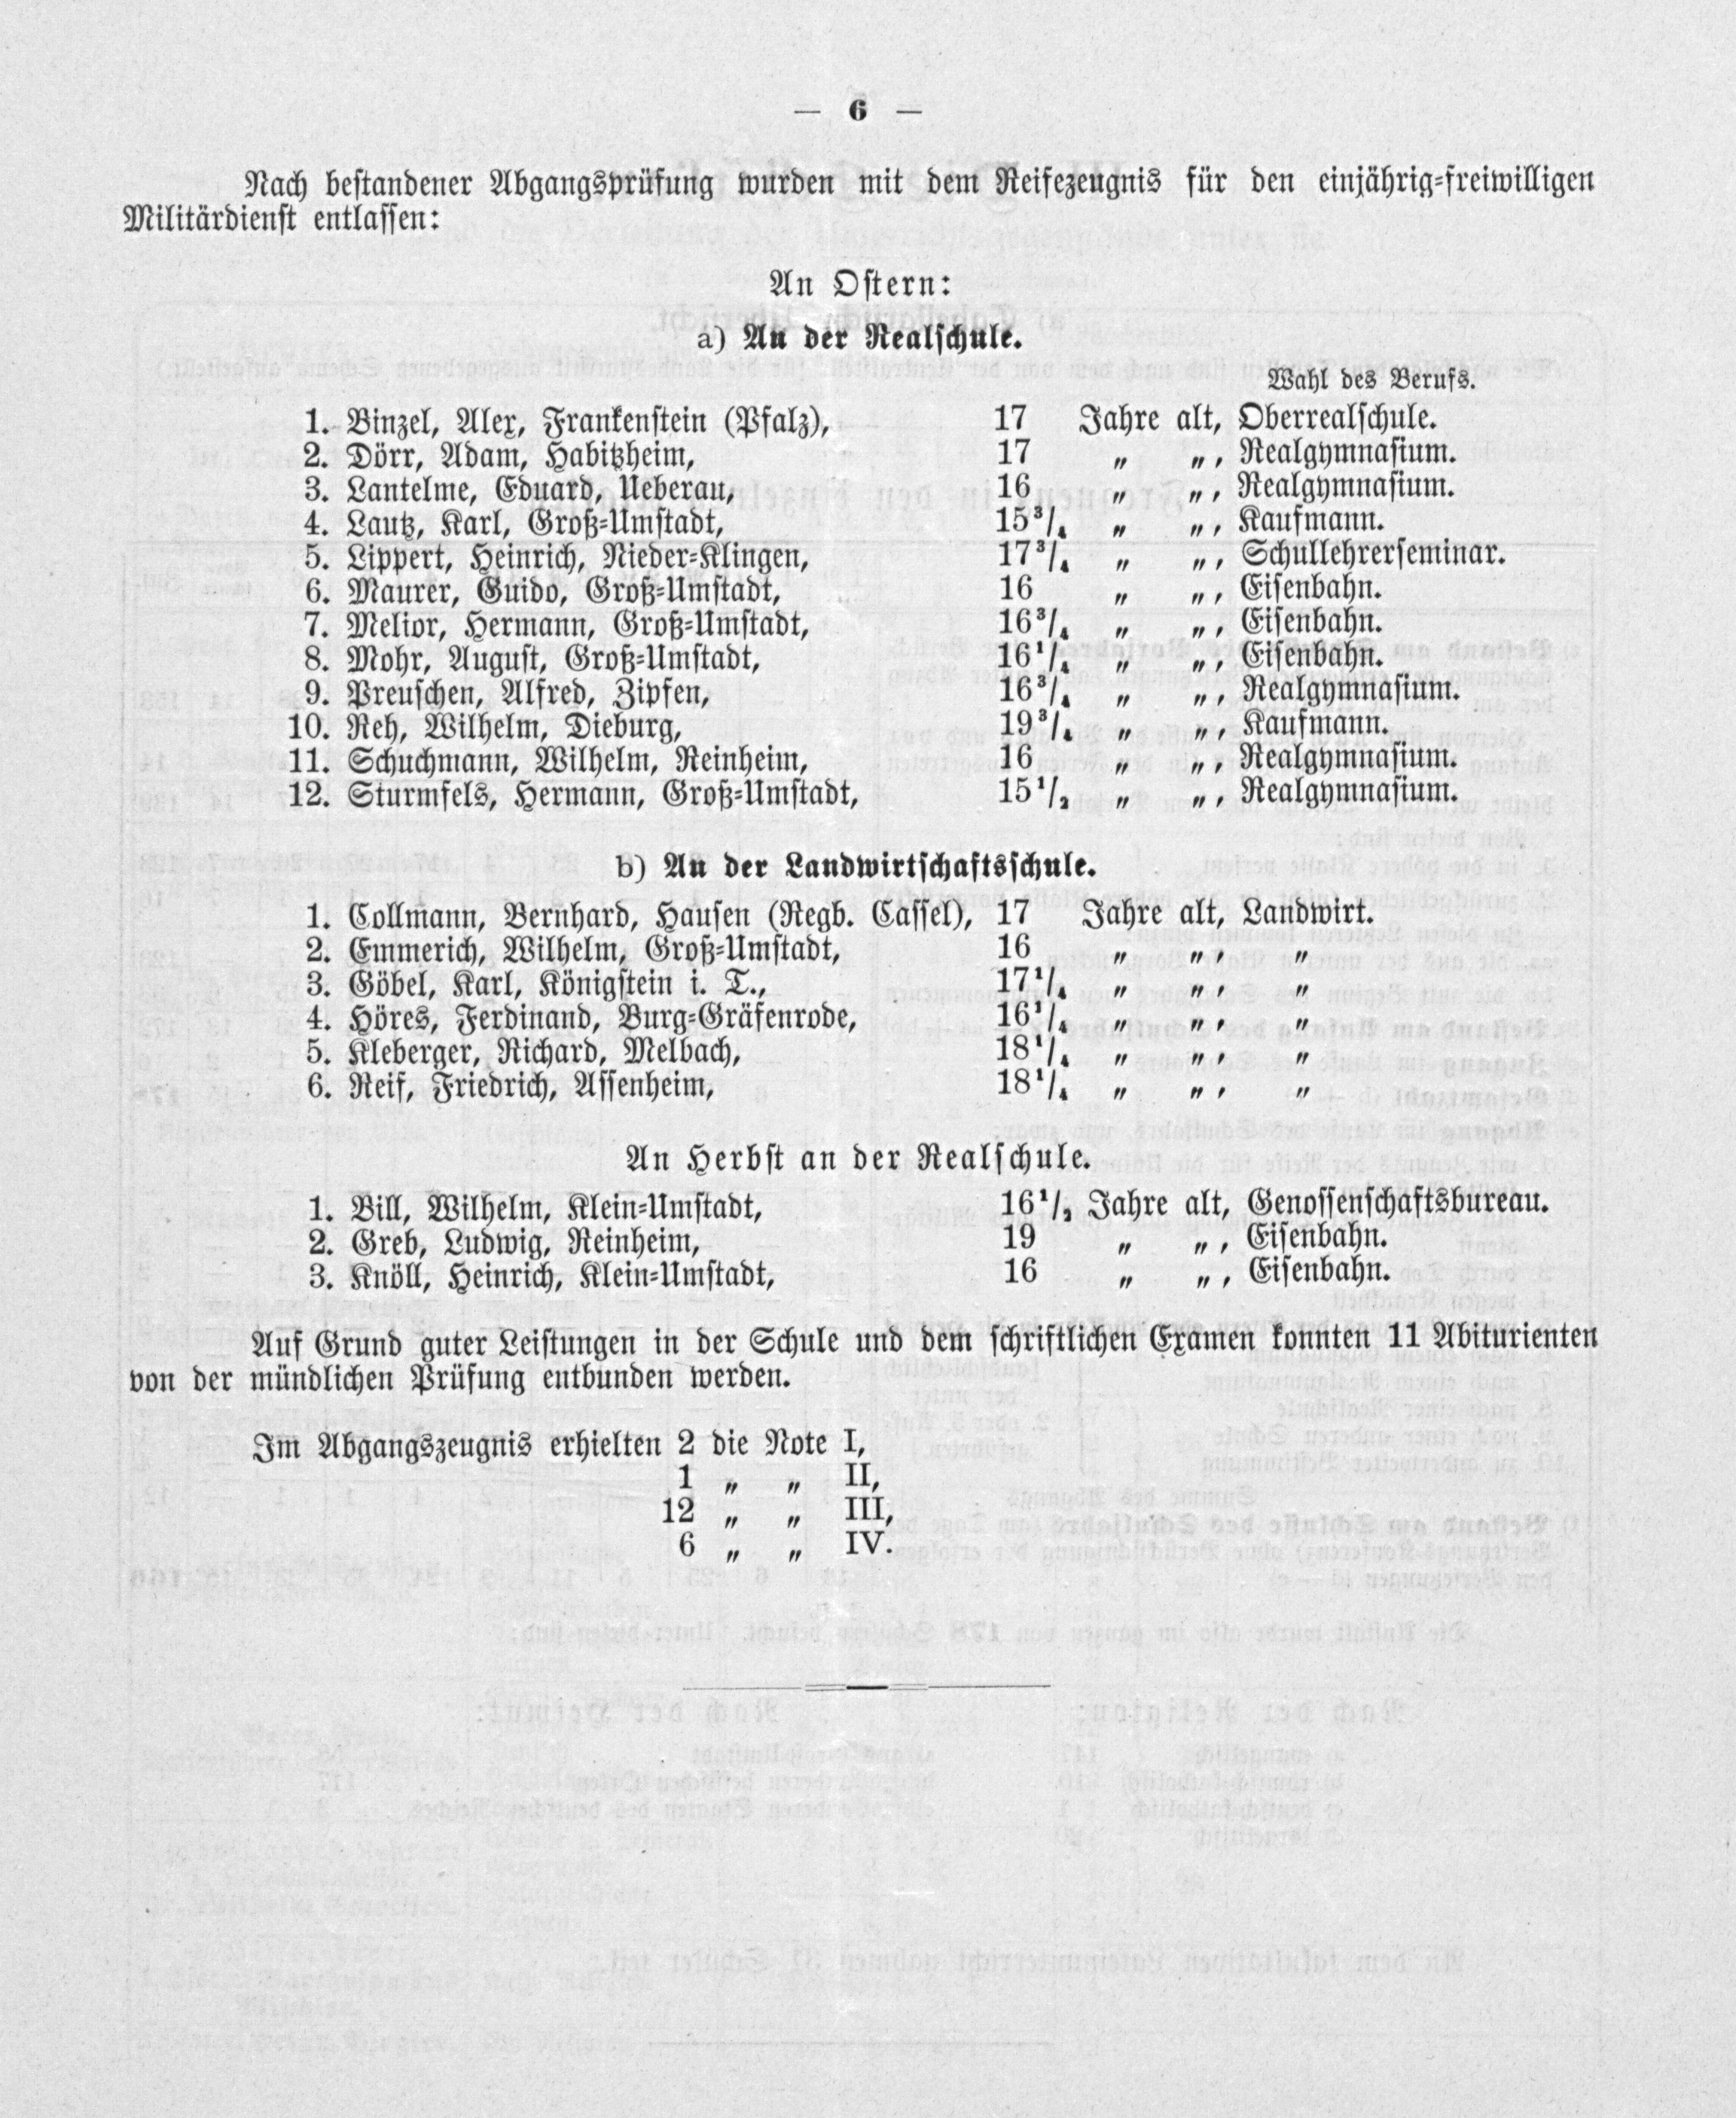 — 6 —
Nach bestandener Abgangsprüfung wurden mit dem Reifezeugnis für den einjährig-freiwilligen
Militärdienst entlassen:
An Ostern:
a) An der Realschule.
Wahl des Berufs.
1. Binzel, Alex, Frankenstein (Pfalz), 17 Jahre alt, Oberrealschule.
2. Dörr, Adam, Habitzheim, 17 „ „, Realgymnasium.
3. Lantelme, Eduard, Ueberau, 16 „ „, Realgymnasium.
4. Lautz, Karl, Groß-Umstadt, 15³/₄ „ „, Kaufmann.
5. Lippert, Heinrich, Nieder-Klingen, 17³/₄ „ „, Schullehrerseminar.
6. Maurer, Guido, Groß-Umstadt, 16 „ „, Eisenbahn.
7. Melior, Hermann, Groß-Umstadt, 16³/₄ „ „, Eisenbahn.
8. Mohr, August, Groß-Umstadt, 16¹/₄ „ „, Eisenbahn.
9. Preuschen, Alfred, Zipfen, 16³/₄ „ „, Realgymnasium.
10. Reh, Wilhelm, Dieburg, 19³/₄ „ „, Kaufmann.
11. Schuchmann, Wilhelm, Reinheim, 16 „ „, Realgymnasium.
12. Sturmfels, Hermann, Groß-Umstadt, 15¹/₂ „ „, Realgymnasium.
b) An der Landwirtschaftsschule.
1. Collmann, Bernhard, Hausen (Regb. Cassel), 17 Jahre alt, Landwirt.
2. Emmerich, Wilhelm, Groß-Umstadt, 16 „ „, „
3. Göbel, Karl, Königstein i. T., 17¹/₄ „ „, „
4. Höres, Ferdinand, Burg-Gräfenrode, 16¹/₄ „ „, „
5. Kleberger, Richard, Melbach, 18¹/₄ „ „, „
6. Reif, Friedrich, Assenheim, 18¹/₄ „ „, „
An Herbst an der Realschule.
1. Bill, Wilhelm, Klein-Umstadt, 16¹/₂ Jahre alt, Genossenschaftsbureau.
2. Greb, Ludwig, Reinheim, 19 „ „, Eisenbahn.
3. Knöll, Heinrich, Klein-Umstadt, 16 „ „, Eisenbahn.
Auf Grund guter Leistungen in der Schule und dem schriftlichen Examen konnten 11 Abiturienten
von der mündlichen Prüfung entbunden werden.
Im Abgangszeugnis erhielten 2 die Note I,
1 „ „ II,
12 „ „ III,
6 „ „ IV.